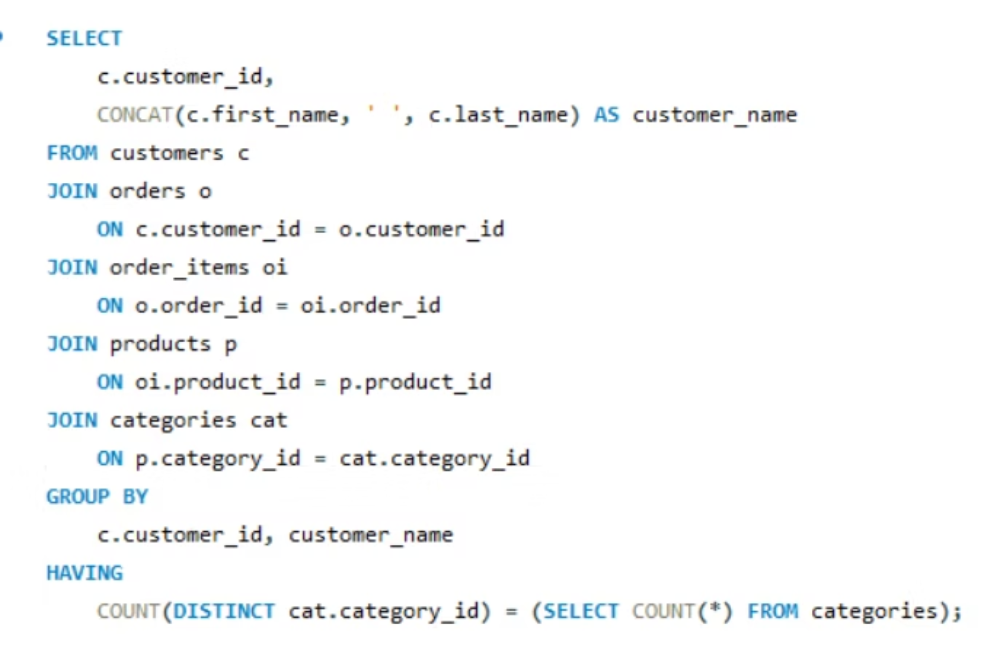 SELECT
    c.customer_id,
    CONCAT(c.first_name, ' ', c.last_name) AS customer_name
FROM customers c
JOIN orders o
    ON c.customer_id = o.customer_id
JOIN order_items oi
    ON o.order_id = oi.order_id
JOIN products p
    ON oi.product_id = p.product_id
JOIN categories cat
    ON p.category_id = cat.category_id
GROUP BY
    c.customer_id, customer_name
HAVING
    COUNT(DISTINCT cat.category_id) = (SELECT COUNT(*) FROM categories);